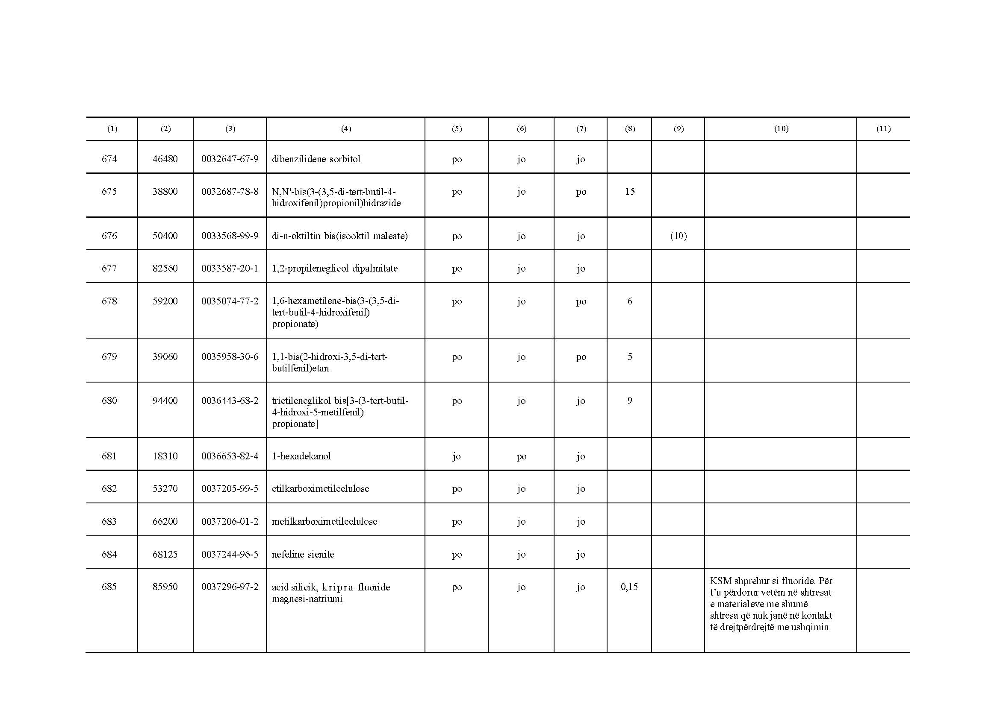 (1) (2) (3) (4) (5) (6) (7) (8) (9) (10) (11)
674 46480 0032647-67-9 dibenzilidene sorbitol po jo jo
675 38800 0032687-78-8 N,N′-bis(3-(3,5-di-tert-butil-4- po jo po 15
hidroxifenil)propionil)hidrazide
676 50400 0033568-99-9 di-n-oktiltin bis(isooktil maleate) po jo jo (10)
677 82560 0033587-20-1 1,2-propileneglicol dipalmitate po jo jo
678 59200 0035074-77-2 1,6-hexametilene-bis(3-(3,5-di- po jo po 6
tert-butil-4-hidroxifenil)
propionate)
679 39060 0035958-30-6 1,1-bis(2-hidroxi-3,5-di-tert- po jo po 5
butilfenil)etan
680 94400 0036443-68-2 trietileneglikol bis[3-(3-tert-butil- po jo jo 9
4-hidroxi-5-metilfenil)
propionate]
681 18310 0036653-82-4 1-hexadekanol jo po jo
682 53270 0037205-99-5 etilkarboximetilcelulose po jo jo
683 66200 0037206-01-2 metilkarboximetilcelulose po jo jo
684 68125 0037244-96-5 nefeline sienite po jo jo
685 85950 0037296-97-2 acid silicik, kripra fluoride po jo jo 0,15
magnesi-natriumi
KSM shprehur si fluoride. Për
t’u përdorur vetëm në shtresat
e materialeve me shumë
shtresa që nuk janë në kontakt
të drejtpërdrejtë me ushqimin